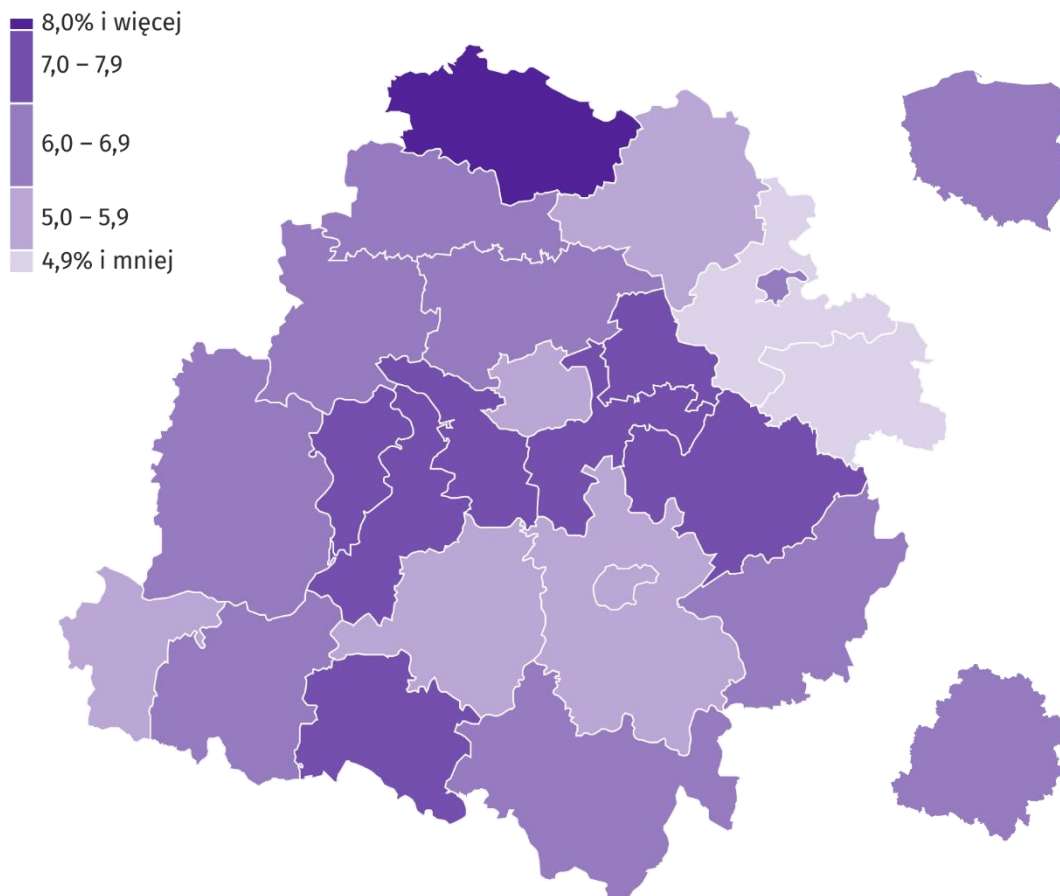 8,0% i więcej
7,0 – 7,9
6,0 – 6,9
5,0 – 5,9
4,9% i mniej